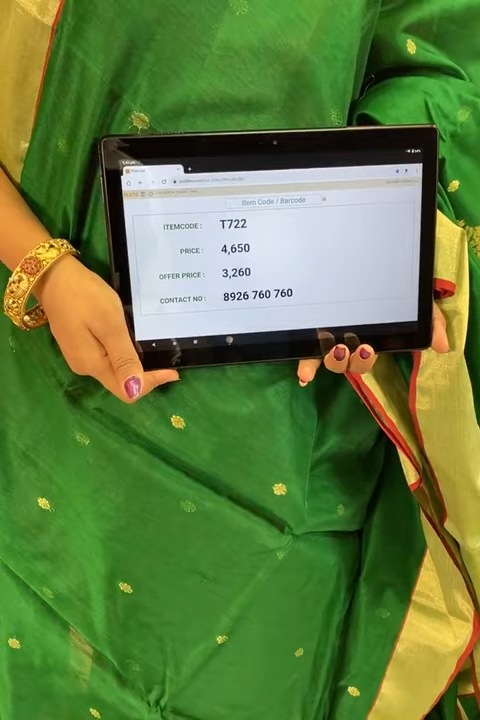 Item Code / Barcode
ITEMCODE : T722
PRICE : 4,650
OFFER PRICE : 3,260
CONTACT NO : 8926 760 760